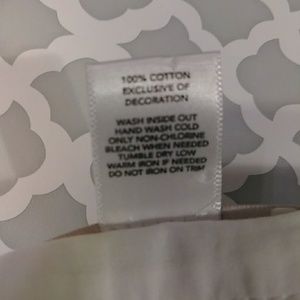 100% COTTON
EXCLUSIVE OF
DECORATION
WASH INSIDE OUT
HAND WASH COLD
ONLY NON-CHLORINE
BLEACH WHEN NEEDED
TUMBLE DRY LOW
WARM IRON IF NEEDED
DO NOT IRON ON TRIM